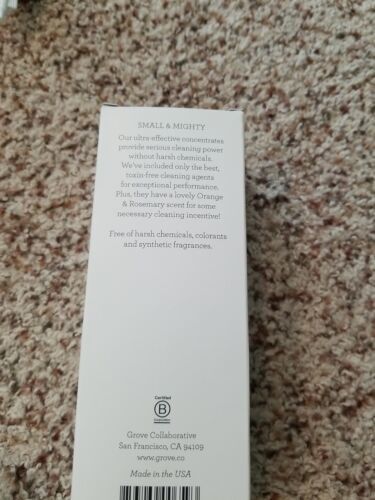 SMALL & MIGHTY
Our ultra-effective concentrates
provide serious cleaning power
without harsh chemicals.
We've included only the best,
toxin-free cleaning agents
for exceptional performance.
Plus, they have a lovely Orange
& Rosemary scent for some
necessary cleaning incentive!
Free of harsh chemicals, colorants
and synthetic fragrances.
Certified
B
Corporation
Grove Collaborative
San Francisco, CA 94109
www.grove.co
Made in the USA